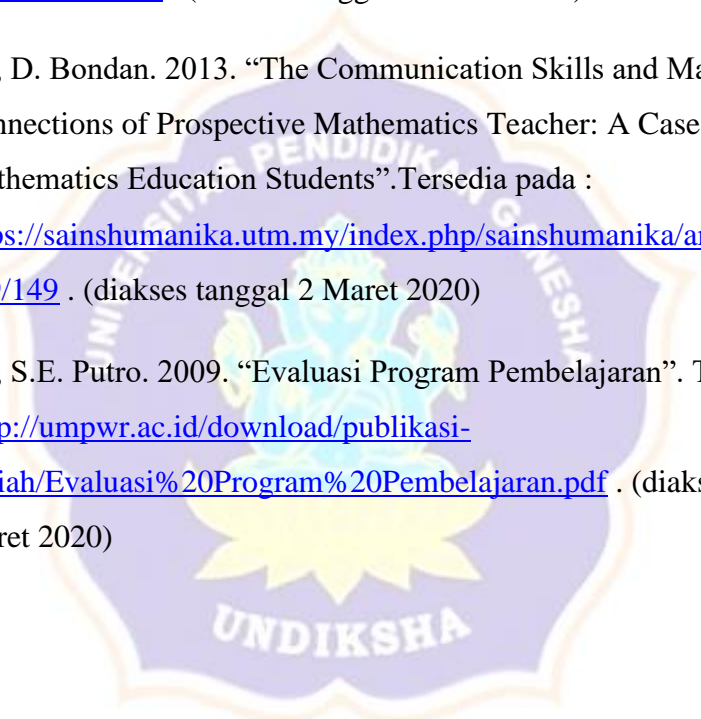 , D. Bondan. 2013. “The Communication Skills and Ma
nnections of Prospective Mathematics Teacher: A Case
thematics Education Students”.Tersedia pada :
ps://sainshumanika.utm.my/index.php/sainshumanika/ar
/149 . (diakses tanggal 2 Maret 2020)
, S.E. Putro. 2009. “Evaluasi Program Pembelajaran”. T
p://umpwr.ac.id/download/publikasi-
iah/Evaluasi%20Program%20Pembelajaran.pdf . (diaks
ret 2020)
UNIVERSITAS PENDIDIKAN GANESHA
UNDIKSHA